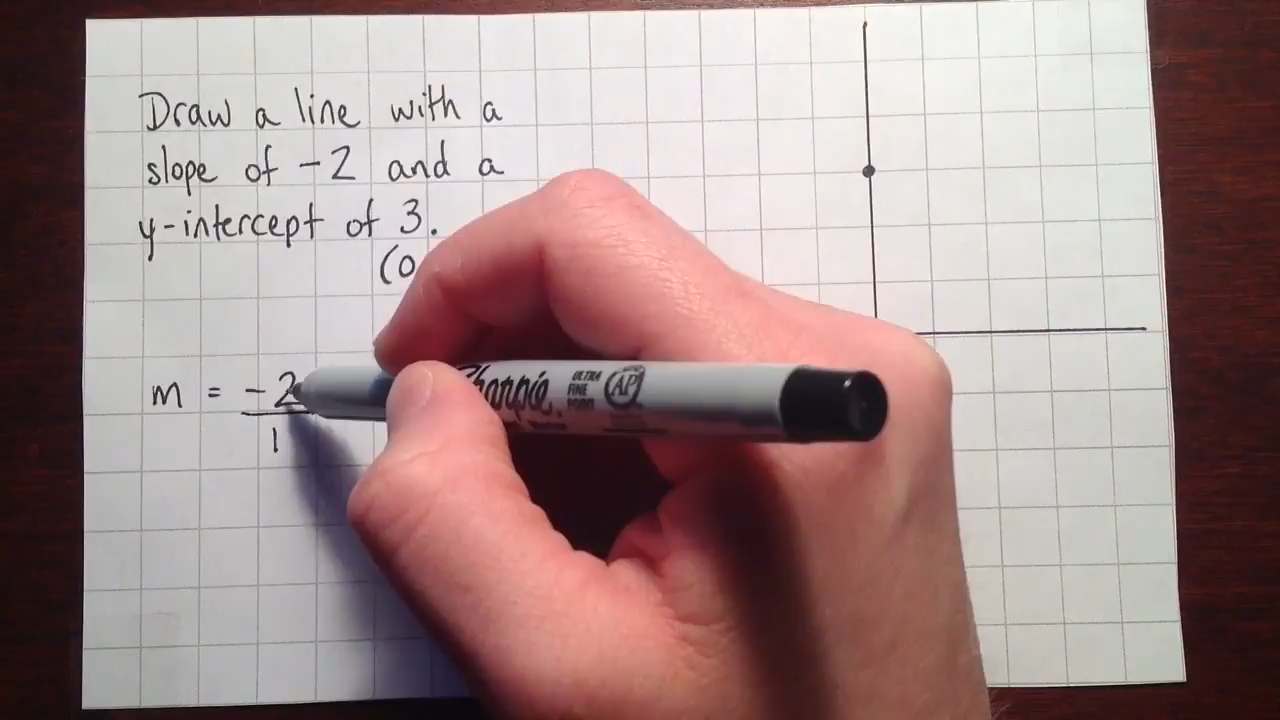 Draw a line with a
slope of -2 and a
y-intercept of 3.
(0
m = -2
1
Sharpie.
ULTRA
FINE
POINT
AP